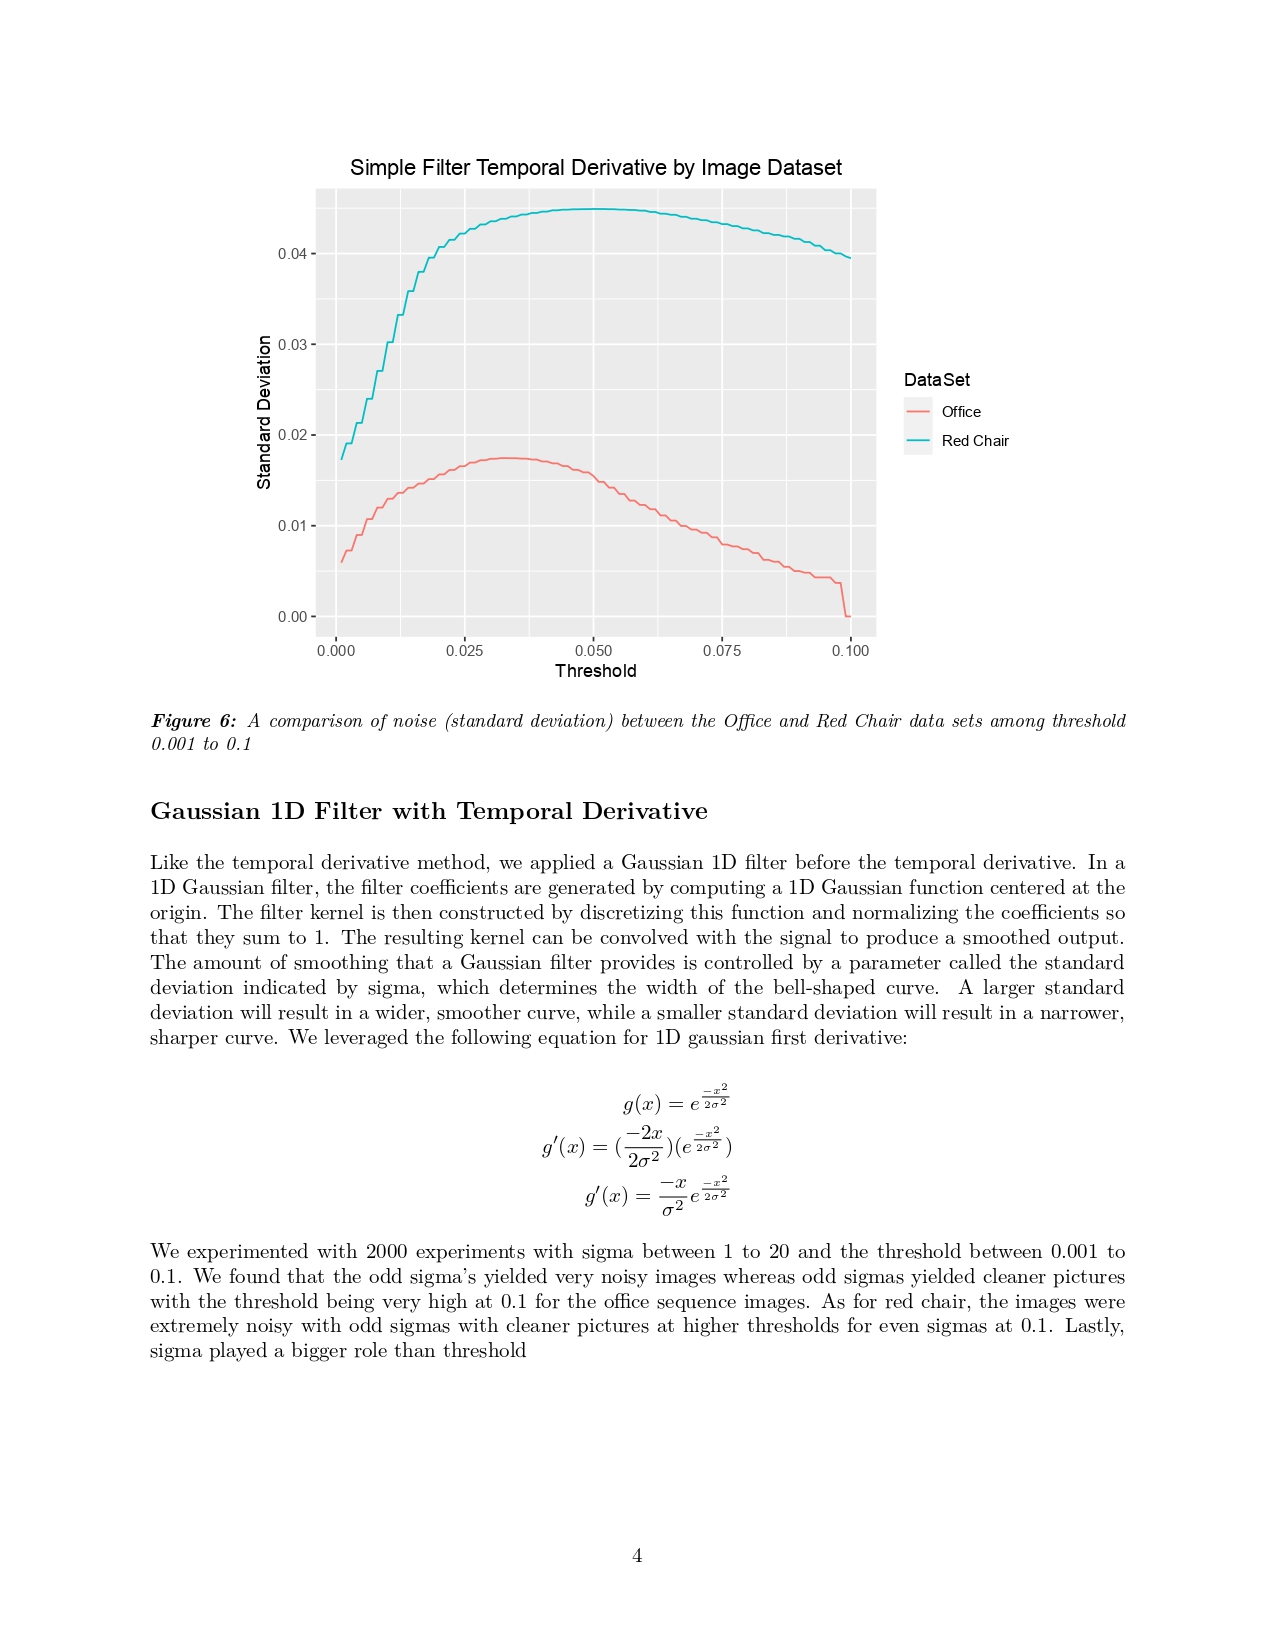 Simple Filter Temporal Derivative by Image Dataset
0.04
0.03
0.02
0.01
0.00
Standard Deviation
0.000 0.025 0.050 0.075 0.100
Threshold
DataSet
Office
Red Chair
Figure 6: A comparison of noise (standard deviation) between the Office and Red Chair data sets among threshold
0.001 to 0.1
Gaussian 1D Filter with Temporal Derivative
Like the temporal derivative method, we applied a Gaussian 1D filter before the temporal derivative. In a
1D Gaussian filter, the filter coefficients are generated by computing a 1D Gaussian function centered at the
origin. The filter kernel is then constructed by discretizing this function and normalizing the coefficients so
that they sum to 1. The resulting kernel can be convolved with the signal to produce a smoothed output.
The amount of smoothing that a Gaussian filter provides is controlled by a parameter called the standard
deviation indicated by sigma, which determines the width of the bell-shaped curve. A larger standard
deviation will result in a wider, smoother curve, while a smaller standard deviation will result in a narrower,
sharper curve. We leveraged the following equation for 1D gaussian first derivative:
g(x) = e^{\frac{-x^2}{2σ^2}}
g′(x) = (\frac{-2x}{2σ^2})(e^{\frac{-x^2}{2σ^2}})
g′(x) = \frac{-x}{σ^2}e^{\frac{-x^2}{2σ^2}}
We experimented with 2000 experiments with sigma between 1 to 20 and the threshold between 0.001 to
0.1. We found that the odd sigma's yielded very noisy images whereas odd sigmas yielded cleaner pictures
with the threshold being very high at 0.1 for the office sequence images. As for red chair, the images were
extremely noisy with odd sigmas with cleaner pictures at higher thresholds for even sigmas at 0.1. Lastly,
sigma played a bigger role than threshold
4